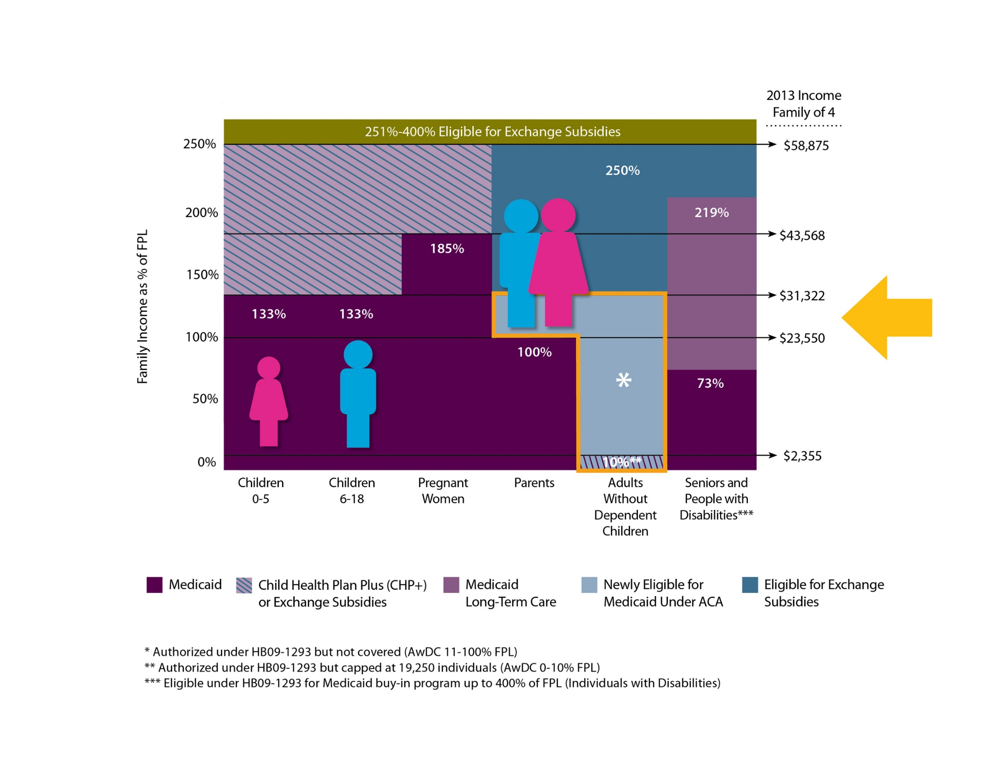 2013 Income
Family of 4
251%-400% Eligible for Exchange Subsidies
250%
$58,875
250%
200%
219%
$43,568
185%
150%
$31,322
133%
133%
100%
$23,550
100%
73%
*
50%
$2,355
0%
10%**
Family Income as % of FPL
Children
0-5
Children
6-18
Pregnant
Women
Parents
Adults
Without
Dependent
Children
Seniors and
People with
Disabilities***
Medicaid
Child Health Plan Plus (CHP+)
or Exchange Subsidies
Medicaid
Long-Term Care
Newly Eligible for
Medicaid Under ACA
Eligible for Exchange
Subsidies
* Authorized under HB09-1293 but not covered (AwDC 11-100% FPL)
** Authorized under HB09-1293 but capped at 19,250 individuals (AwDC 0-10% FPL)
*** Eligible under HB09-1293 for Medicaid buy-in program up to 400% of FPL (Individuals with Disabilities)